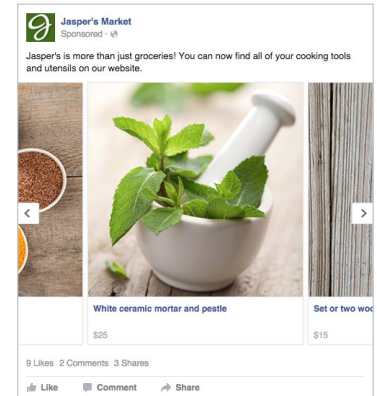 Jasper's Market
Sponsored ·
Jasper's is more than just groceries! You can now find all of your cooking tools
and utensils on our website.
White ceramic mortar and pestle
Set or two woo
$25
$15
9 Likes 2 Comments 3 Shares
Like Comment Share